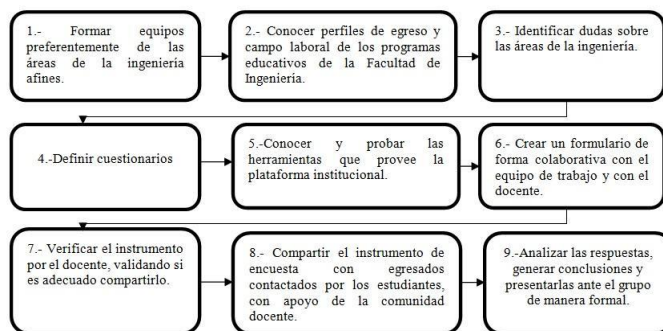 1.- Formar equipos
preferentemente de las
áreas de la ingeniería
afines.
2.- Conocer perfiles de egreso y
campo laboral de los programas
educativos de la Facultad de
Ingeniería.
3.- Identificar dudas sobre
las áreas de la ingeniería.
4.-Definir cuestionarios
5.-Conocer y probar las
herramientas que provee la
plataforma institucional.
6.- Crear un formulario de
forma colaborativa con el
equipo de trabajo y con el
docente.
7.- Verificar el instrumento
por el docente, validando si
es adecuado compartirlo.
8.- Compartir el instrumento de
encuesta con egresados
contactados por los estudiantes,
con apoyo de la comunidad
docente.
9.-Analizar las respuestas,
generar conclusiones y
presentarlas ante el grupo
de manera formal.